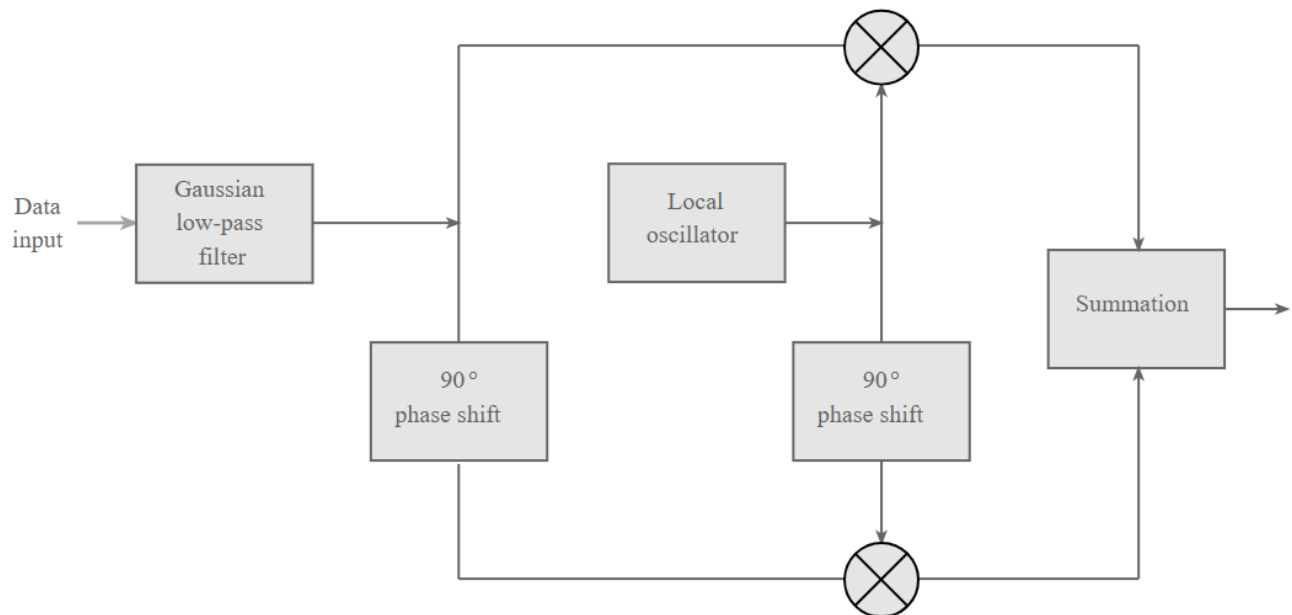 Data
input
Gaussian
low-pass
filter
Local
oscillator
90°
phase shift
90°
phase shift
Summation